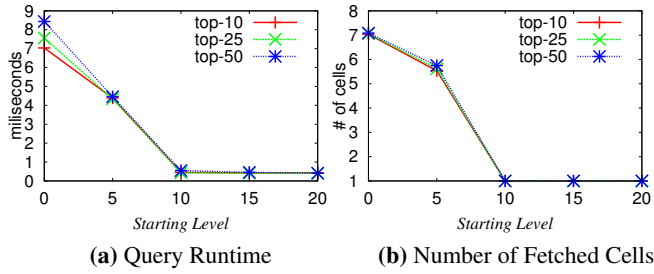 9
8
7
6
5
4
3
2
1
0
miliseconds
top-10
top-25
top-50
0 5 10 15 20
Starting Level
(a) Query Runtime
8
7
6
5
4
3
2
1
# of cells
top-10
top-25
top-50
0 5 10 15 20
Starting Level
(b) Number of Fetched Cells